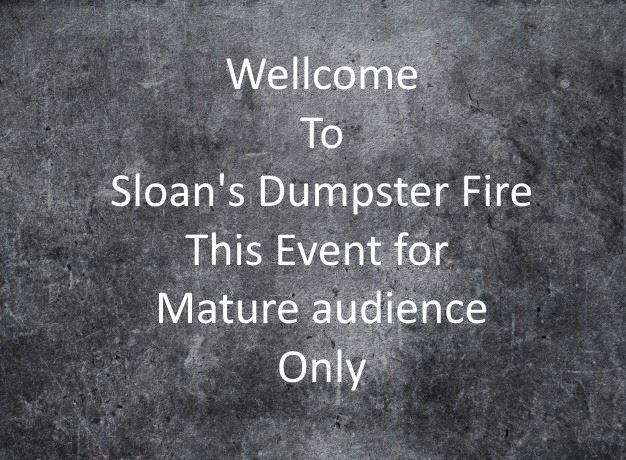 Wellcome
To
Sloan's Dumpster Fire
This Event for
Mature audience
Only